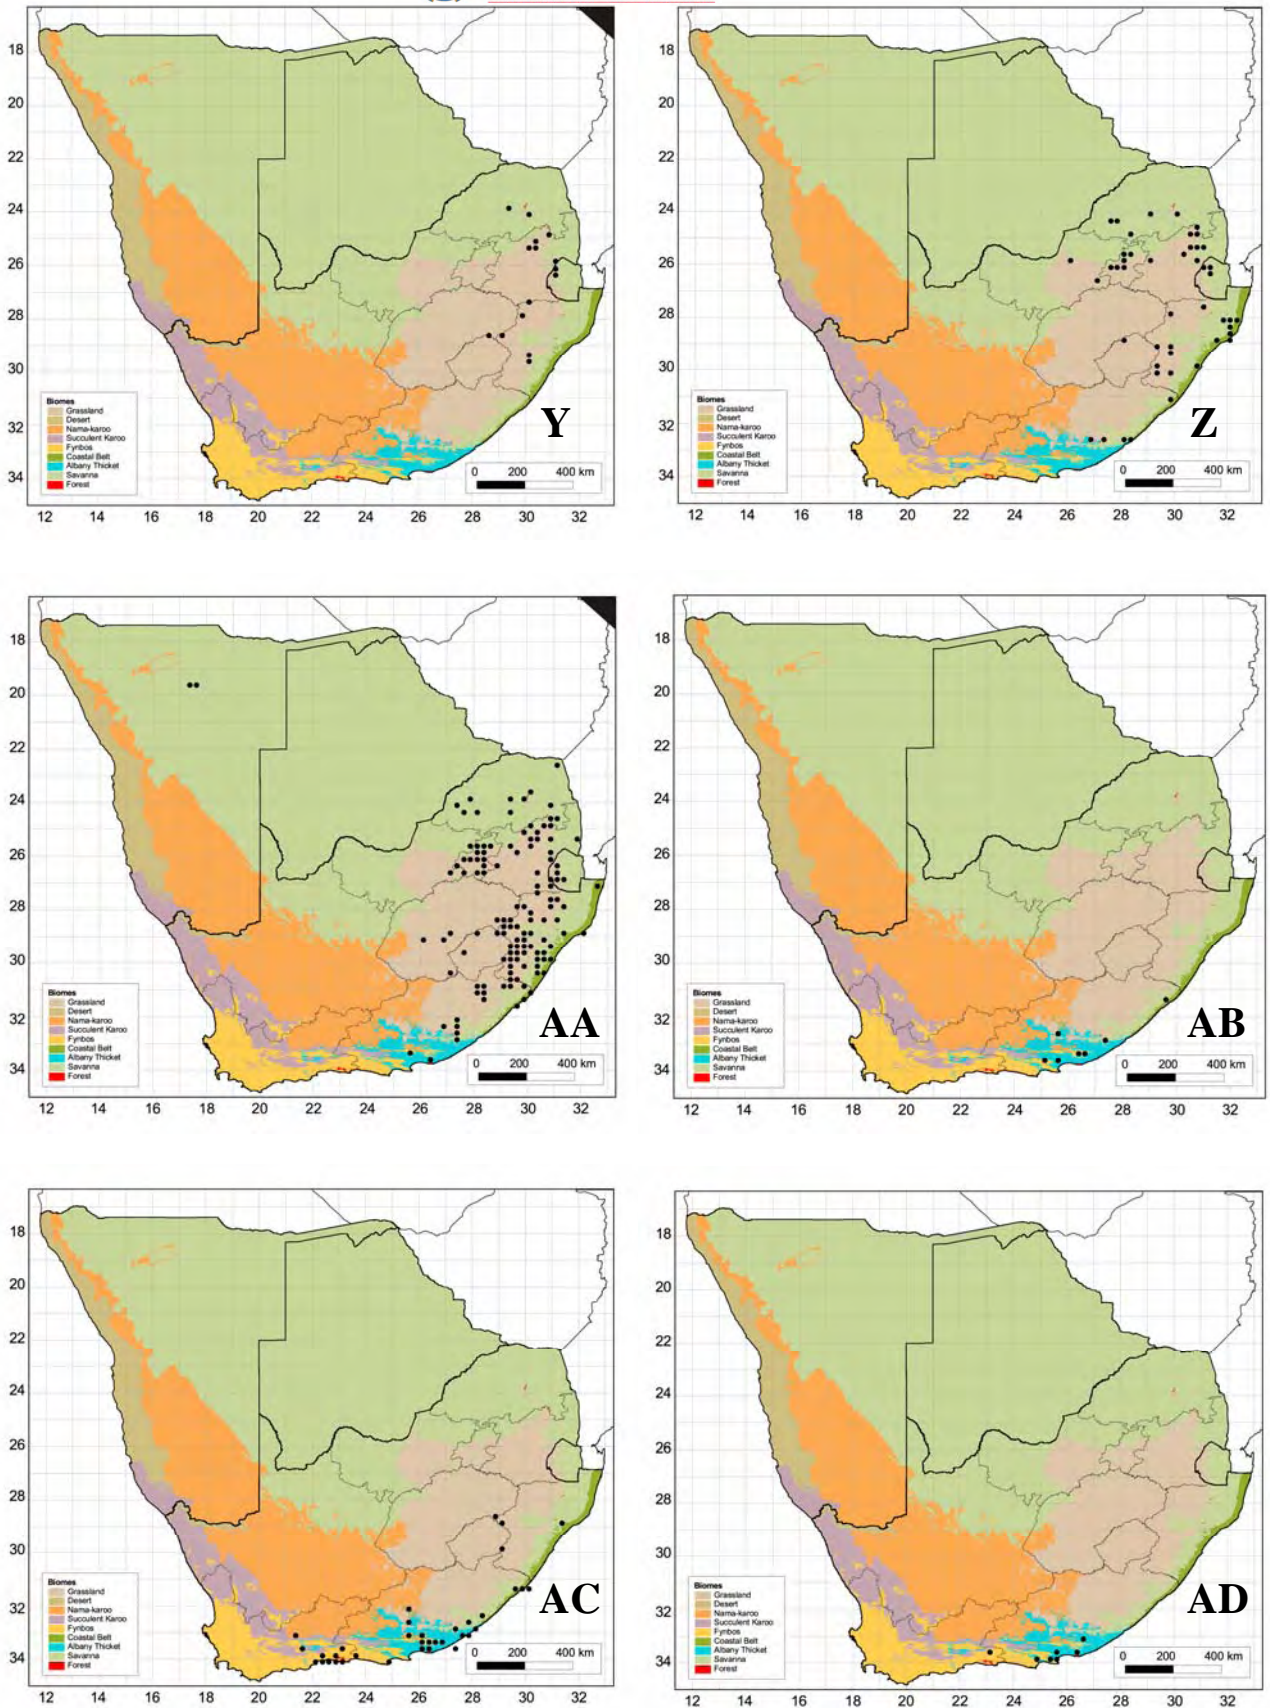 18
20
22
24
26
28
30
32
34
Biomes
Grassland
Desert
Nama-karoo
Succulent Karoo
Fynbos
Coastal Belt
Albany Thicket
Savanna
Forest
Y
0 200 400 km
12 14 16 18 20 22 24 26 28 30 32
18
20
22
24
26
28
30
32
34
Biomes
Grassland
Desert
Nama-karoo
Succulent Karoo
Fynbos
Coastal Belt
Albany Thicket
Savanna
Forest
Z
0 200 400 km
12 14 16 18 20 22 24 26 28 30 32
18
20
22
24
26
28
30
32
34
Biomes
Grassland
Desert
Nama-karoo
Succulent Karoo
Fynbos
Coastal Belt
Albany Thicket
Savanna
Forest
AA
0 200 400 km
12 14 16 18 20 22 24 26 28 30 32
18
20
22
24
26
28
30
32
34
Biomes
Grassland
Desert
Nama-karoo
Succulent Karoo
Fynbos
Coastal Belt
Albany Thicket
Savanna
Forest
AB
0 200 400 km
12 14 16 18 20 22 24 26 28 30 32
18
20
22
24
26
28
30
32
34
Biomes
Grassland
Desert
Nama-karoo
Succulent Karoo
Fynbos
Coastal Belt
Albany Thicket
Savanna
Forest
AC
0 200 400 km
12 14 16 18 20 22 24 26 28 30 32
18
20
22
24
26
28
30
32
34
Biomes
Grassland
Desert
Nama-karoo
Succulent Karoo
Fynbos
Coastal Belt
Albany Thicket
Savanna
Forest
AD
0 200 400 km
12 14 16 18 20 22 24 26 28 30 32